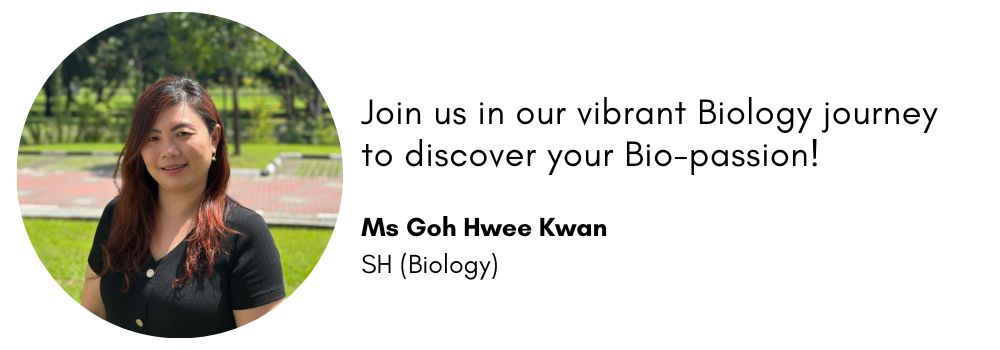 Join us in our vibrant Biology journey
to discover your Bio-passion!
Ms Goh Hwee Kwan
SH (Biology)